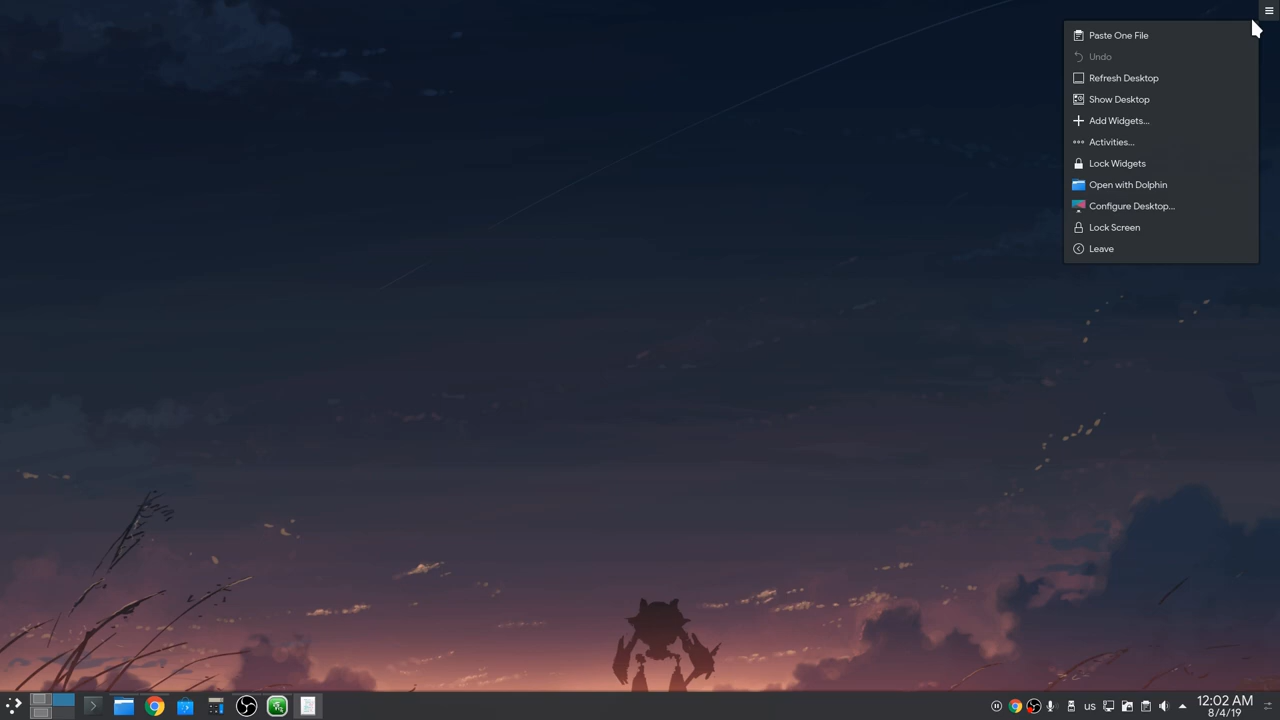 Paste One File
Undo
Refresh Desktop
Show Desktop
Add Widgets...
Activities...
Lock Widgets
Open with Dolphin
Configure Desktop...
Lock Screen
Leave
us
12:02 AM
8/4/19